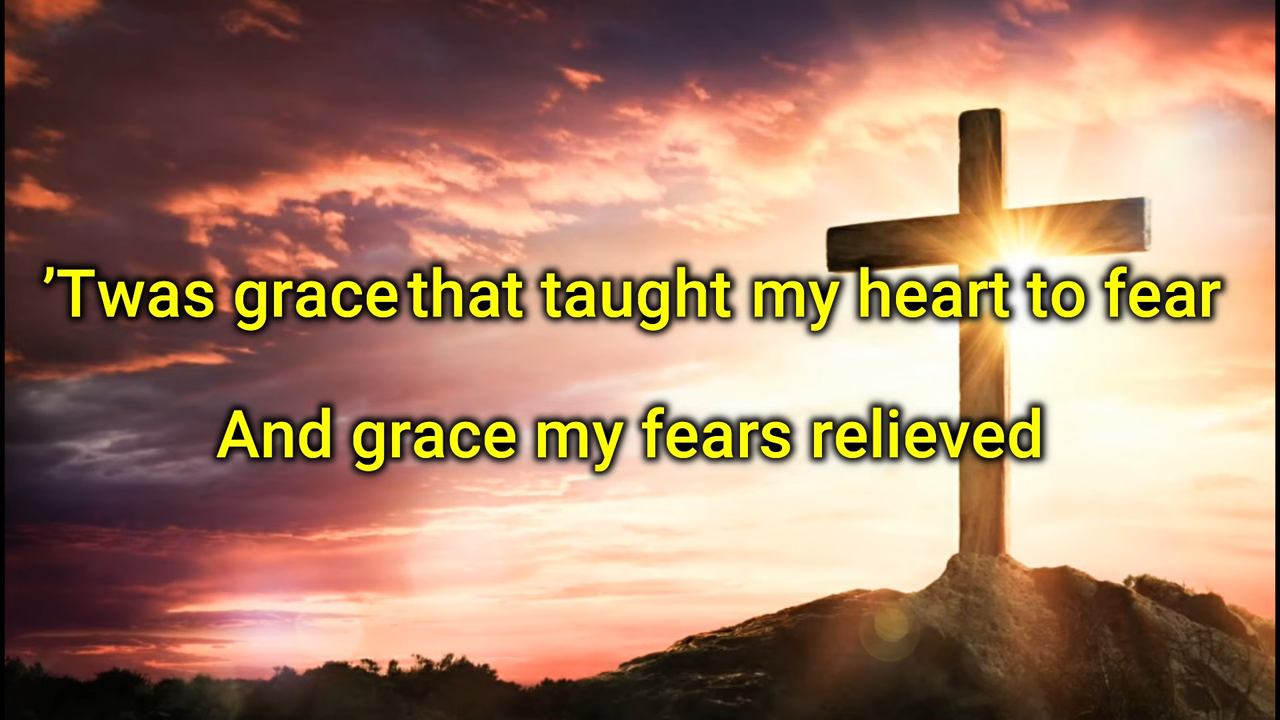 ’Twas grace that taught my heart to fear
And grace my fears relieved